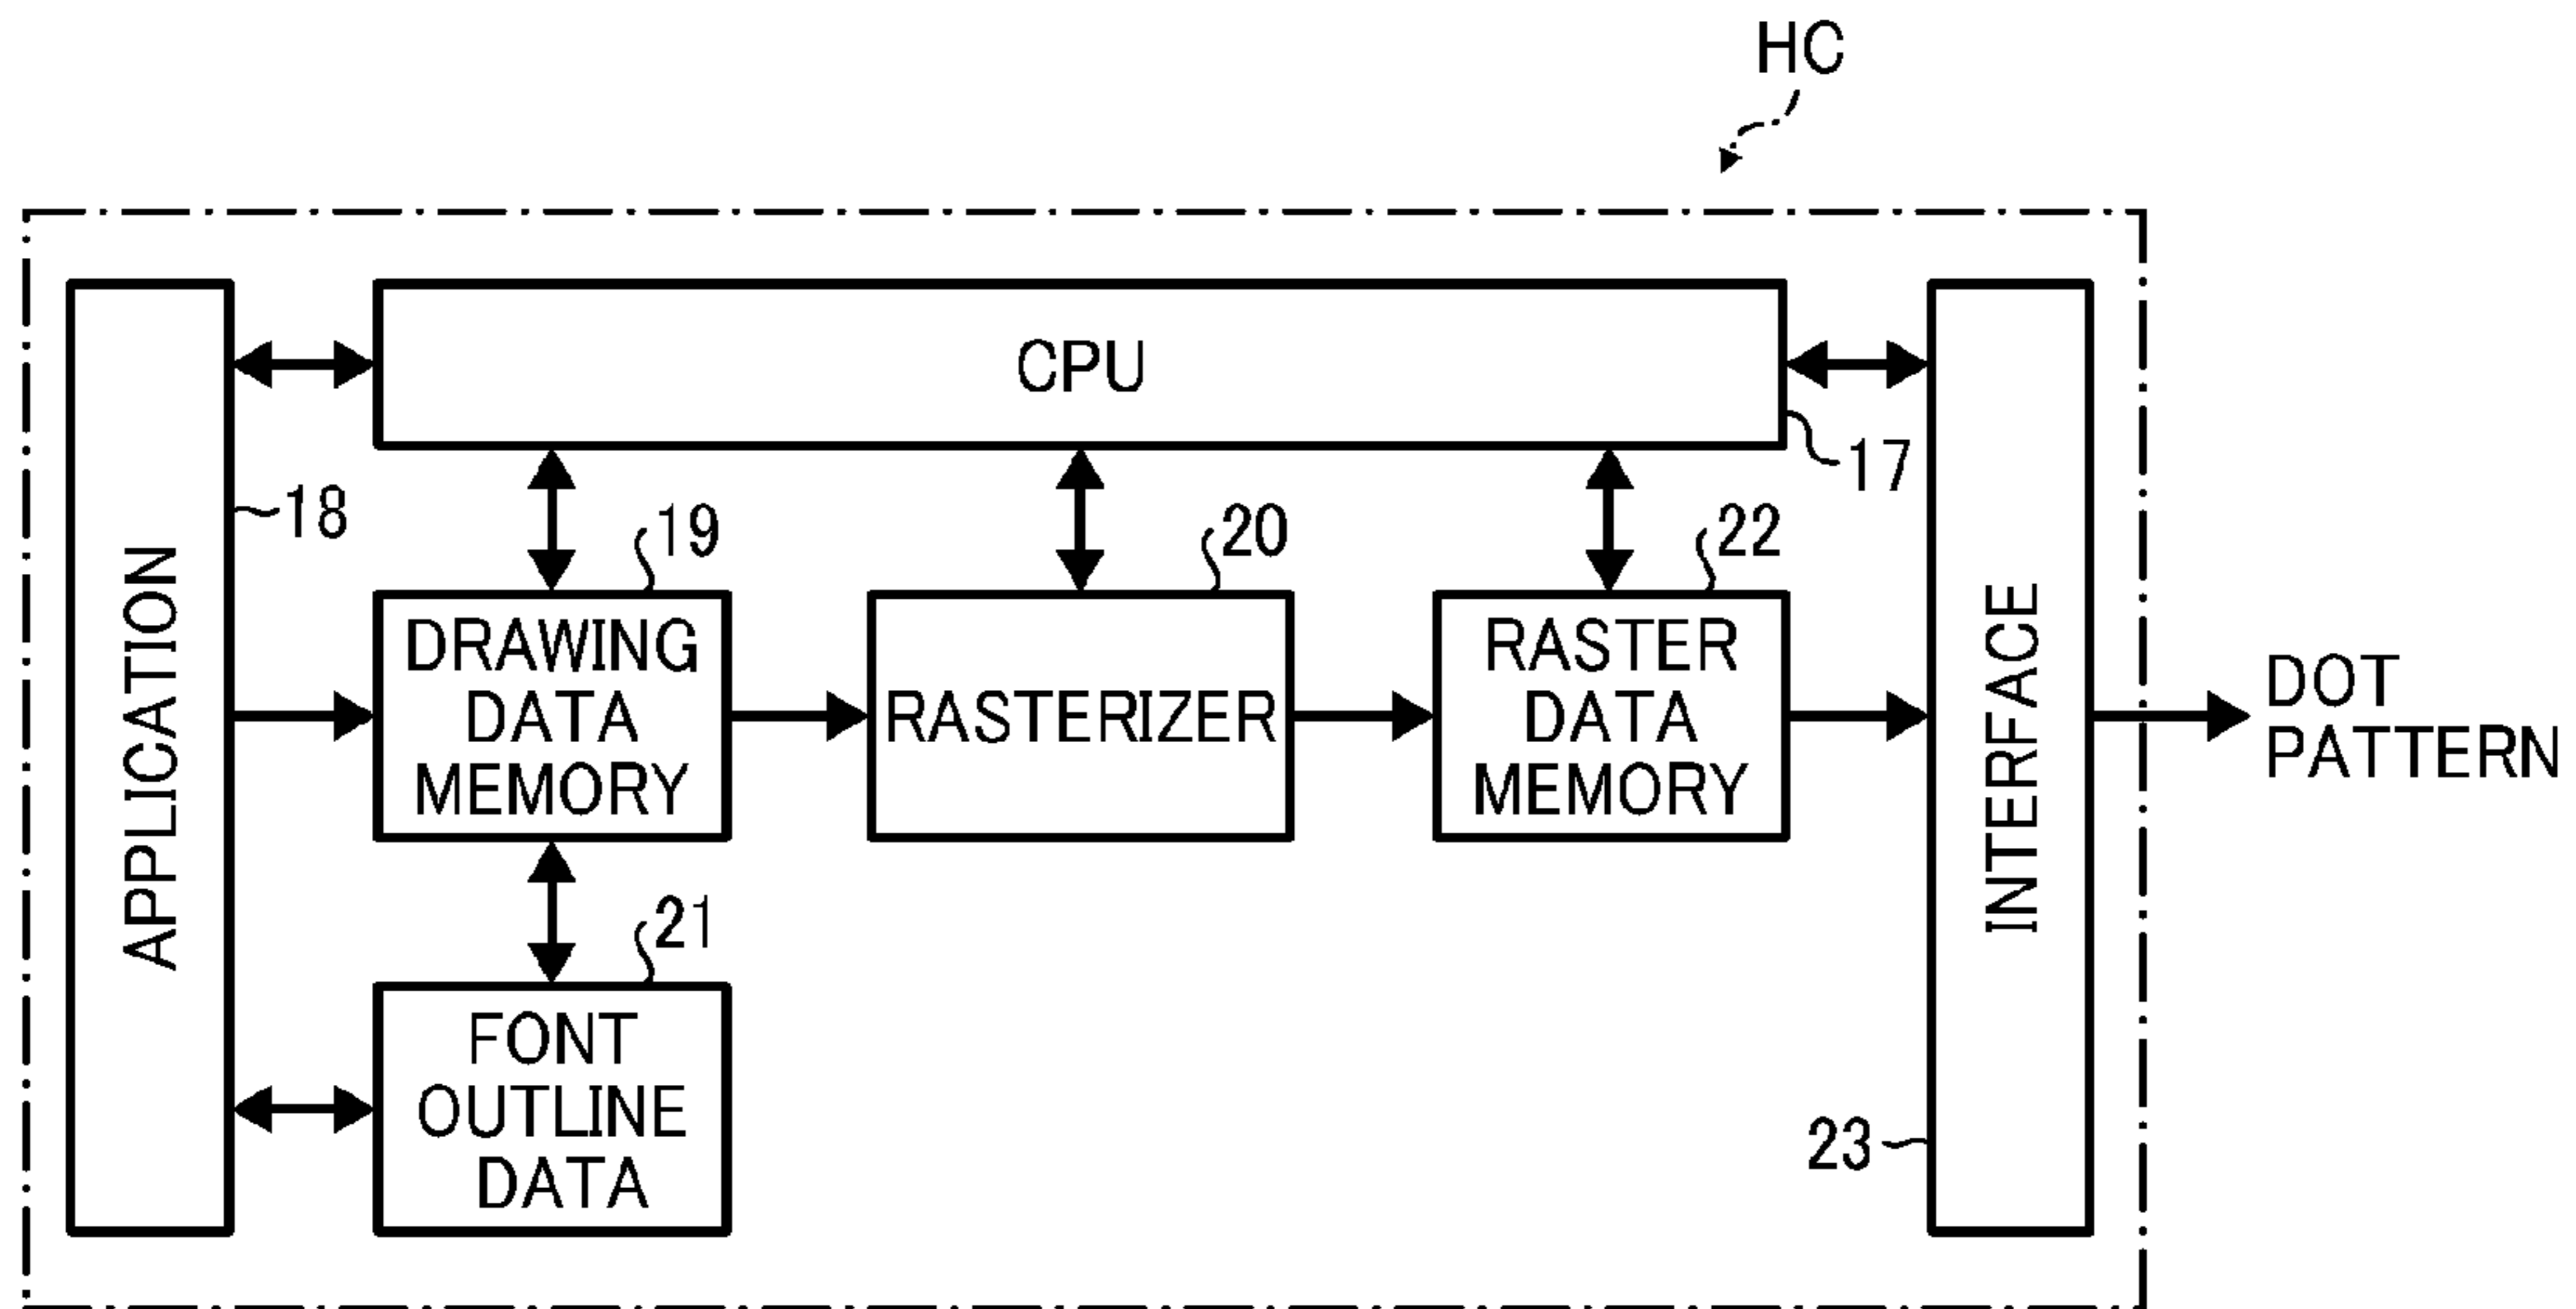 HC
CPU
17
18
19
20
22
APPLICATION
DRAWING
DATA
MEMORY
RASTERIZER
RASTER
DATA
MEMORY
INTERFACE
DOT
PATTERN
21
FONT
OUTLINE
DATA
23